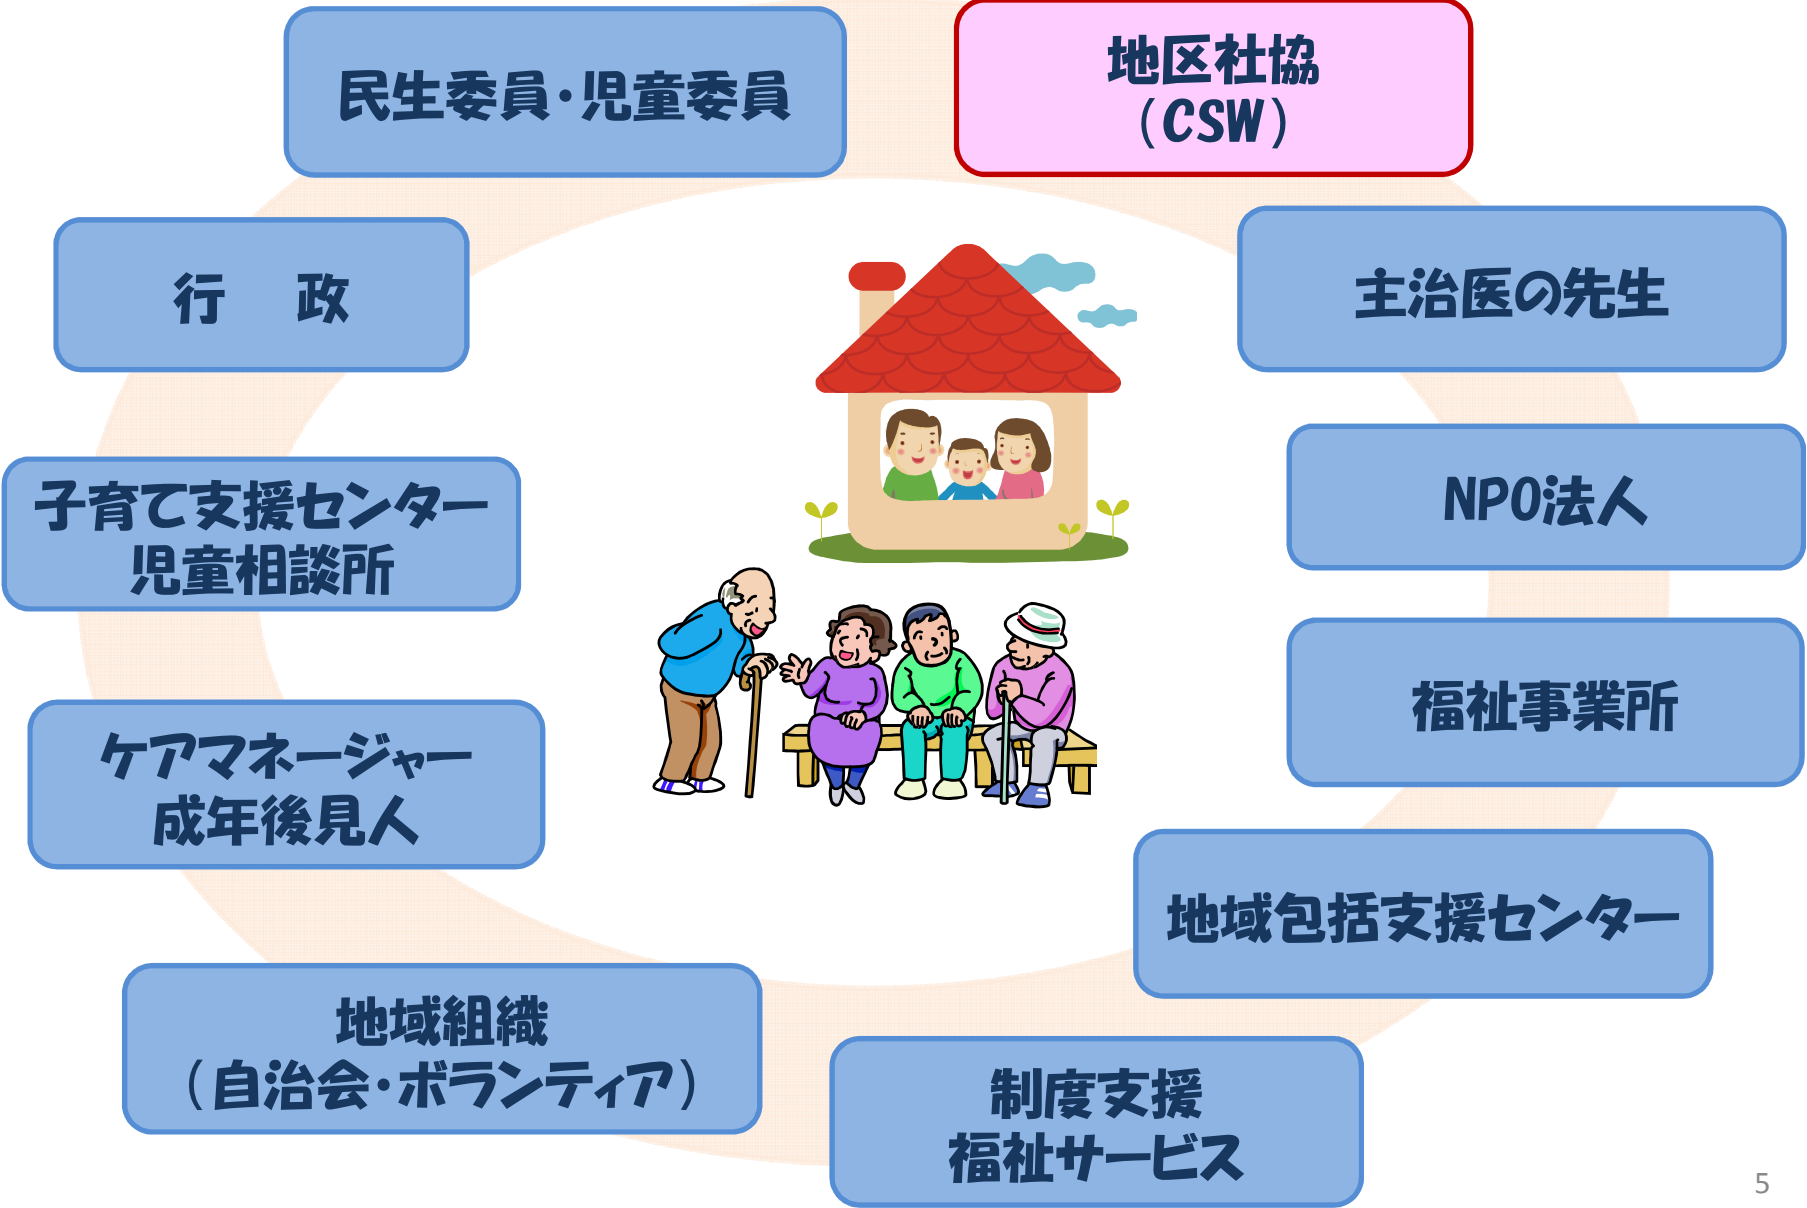 民生委員・児童委員
地区社協
（CSW）
行　政
主治医の先生
子育て支援センター
児童相談所
NPO法人
ケアマネージャー
成年後見人
福祉事業所
地域包括支援センター
地域組織
（自治会・ボランティア）
制度支援
福祉サービス
5